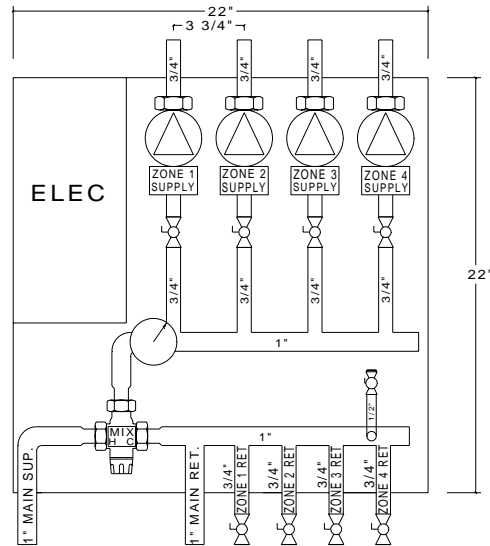 22"
3 3/4"
3/4" 3/4" 3/4" 3/4"
ELEC
ZONE 1 SUPPLY
ZONE 2 SUPPLY
ZONE 3 SUPPLY
ZONE 4 SUPPLY
22"
3/4" 3/4" 3/4" 3/4"
1"
1/2"
MIX
H C
1"
1" MAIN SUP.
1" MAIN RET.
3/4" ZONE 1 RET
3/4" ZONE 2 RET
3/4" ZONE 3 RET
3/4" ZONE 4 RET